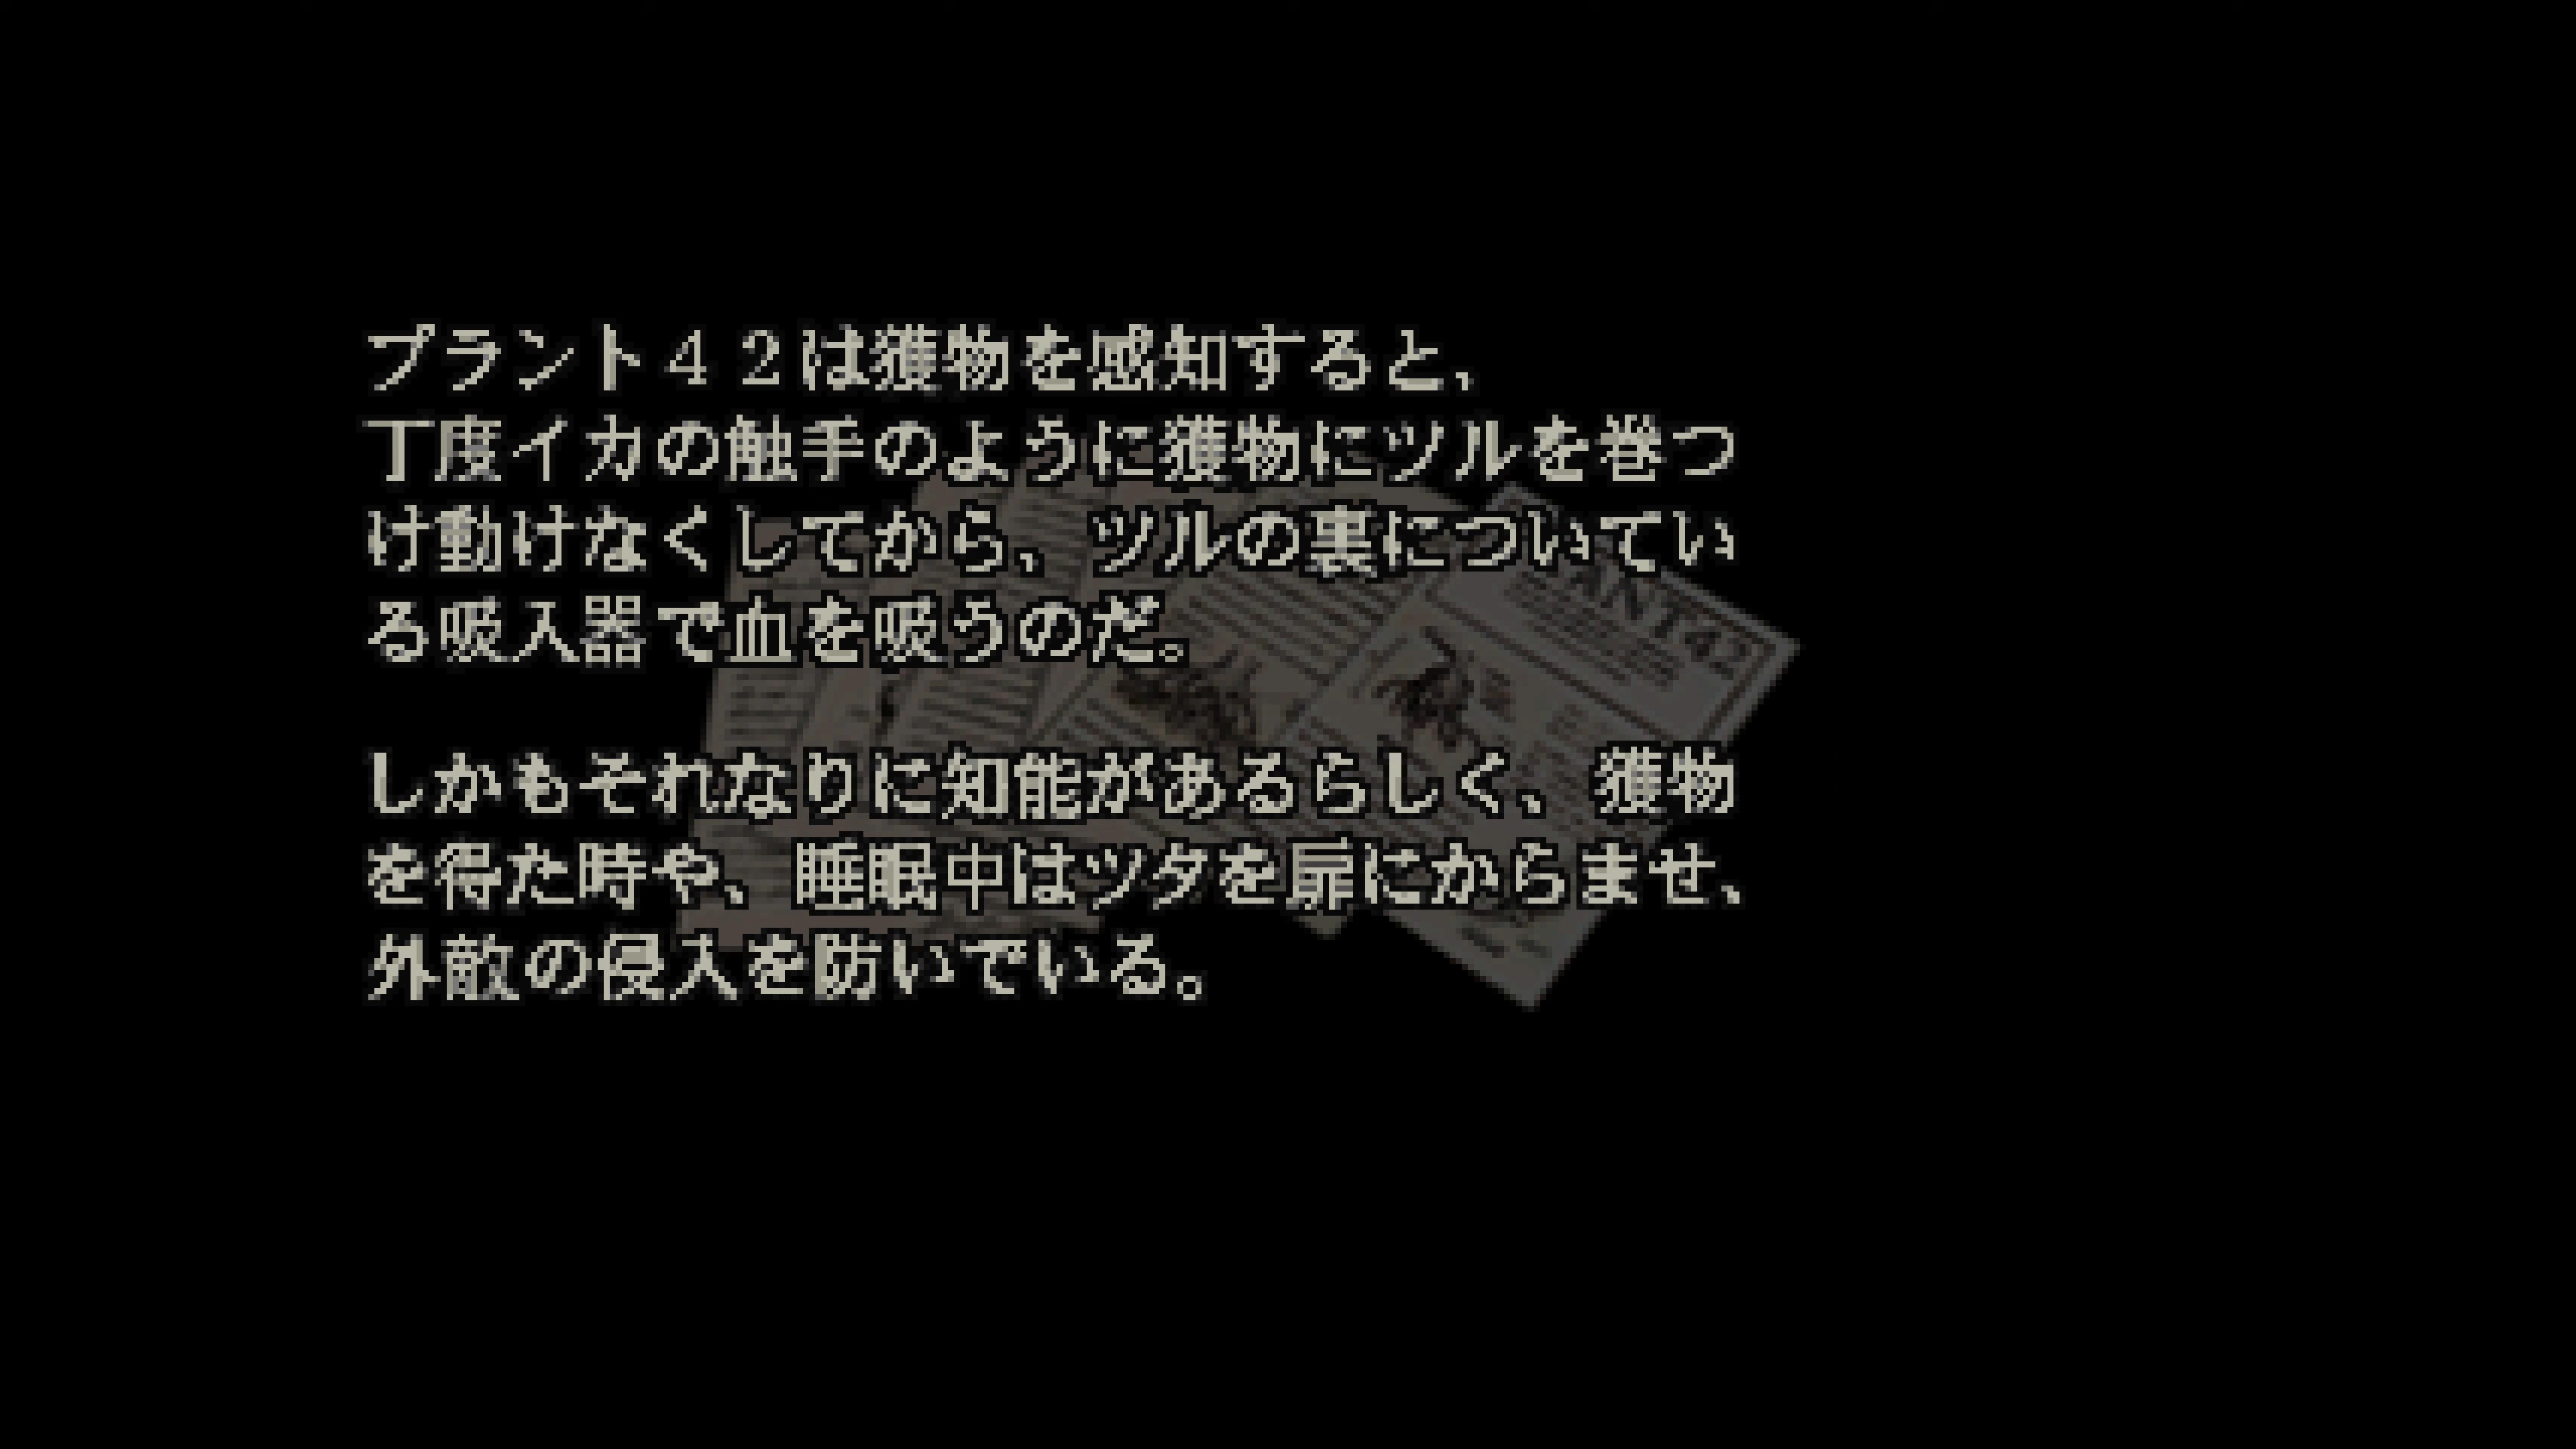 プラント４２は獲物を感知すると，
丁度イカの触手のように獲物にツルを巻つ
け動けなくしてから，ツルの裏についてい
る吸入器で血を吸うのだ。
しかもそれなりに知能があるらしく、獲物
を得た時や、睡眠中はツタを扉にからませ、
外敵の侵入を防いでいる。
ANT42